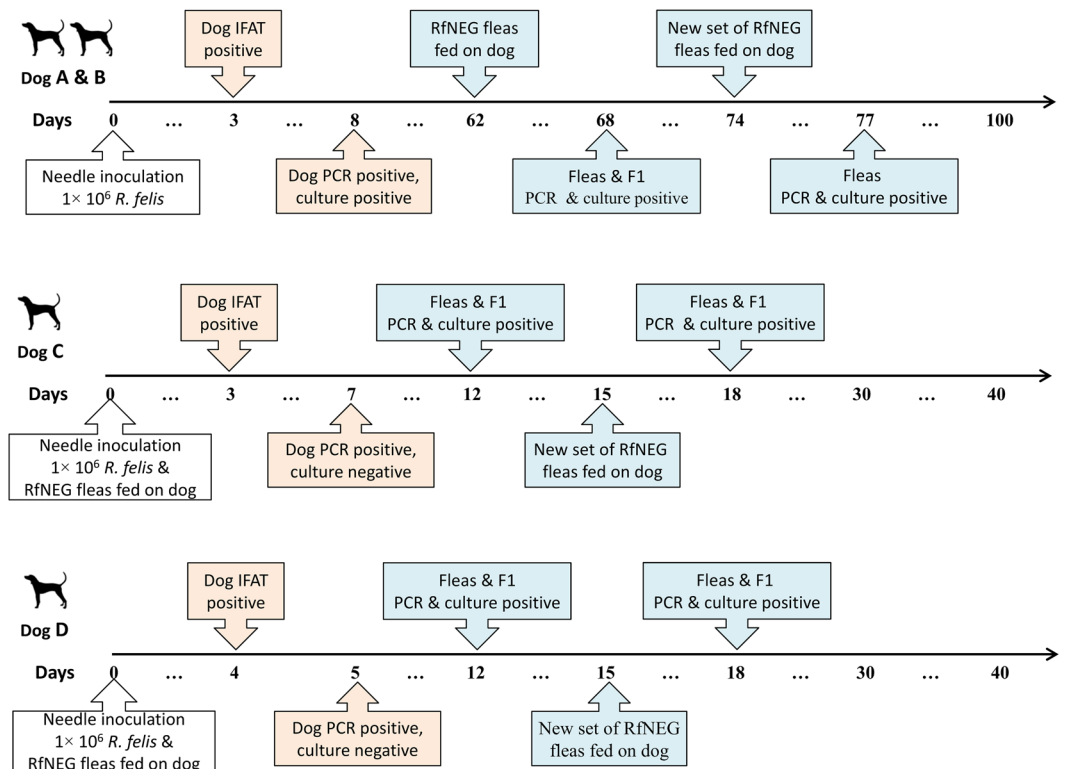 Dog IFAT
positive
RfNEG fleas
fed on dog
New set of RfNEG
fleas fed on dog
Dog A & B
Days 0 ... 3 ... 8 ... 62 ... 68 ... 74 ... 77 ... 100
Needle inoculation
1× 10⁶ R. felis
Dog PCR positive,
culture positive
Fleas & F1
PCR & culture positive
Fleas
PCR & culture positive
Dog IFAT
positive
Fleas & F1
PCR & culture positive
Fleas & F1
PCR & culture positive
Dog C
Days 0 ... 3 ... 7 ... 12 ... 15 ... 18 ... 30 ... 40
Needle inoculation
1× 10⁶ R. felis &
RfNEG fleas fed on dog
Dog PCR positive,
culture negative
New set of RfNEG
fleas fed on dog
Dog IFAT
positive
Fleas & F1
PCR & culture positive
Fleas & F1
PCR & culture positive
Dog D
Days 0 ... 4 ... 5 ... 12 ... 15 ... 18 ... 30 ... 40
Needle inoculation
1× 10⁶ R. felis &
RfNEG fleas fed on dog
Dog PCR positive,
culture negative
New set of RfNEG
fleas fed on dog